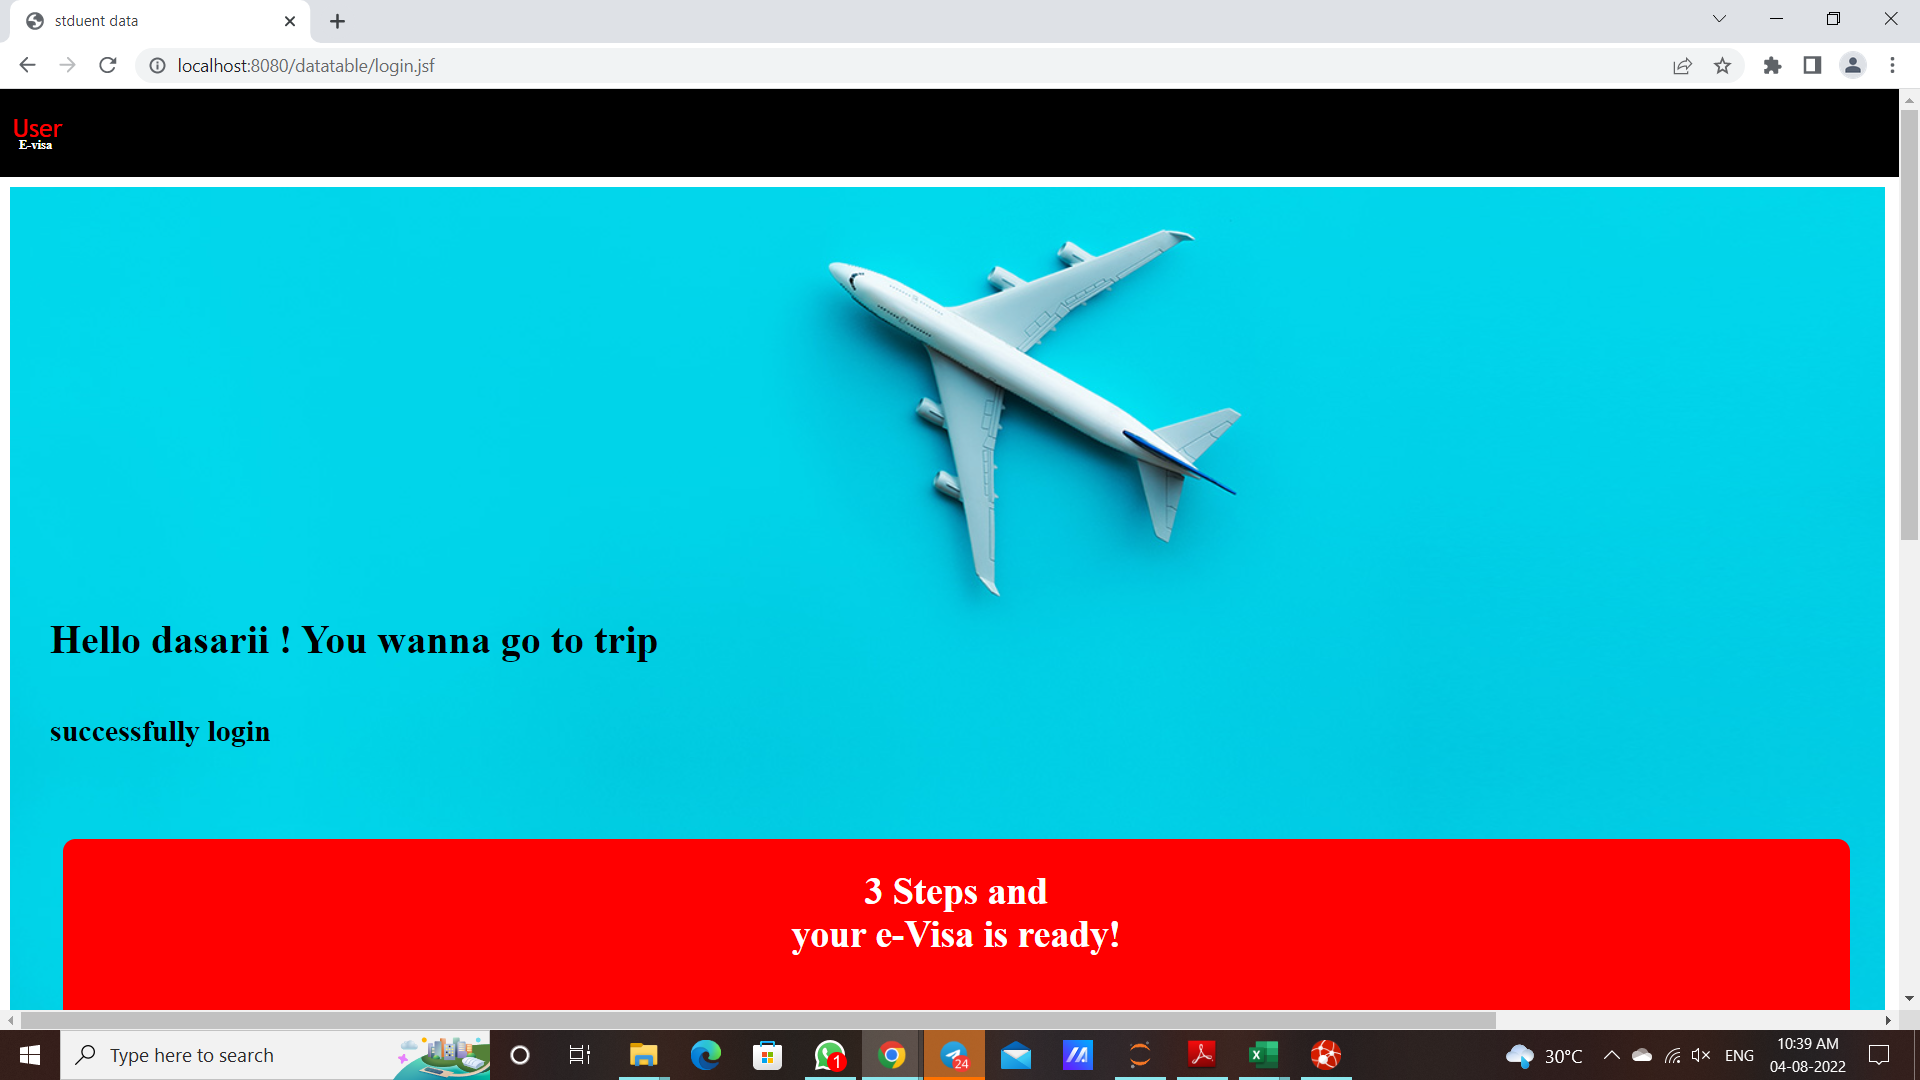 stduent data
localhost:8080/datatable/login.jsf
User
E-visa
Hello dasarii ! You wanna go to trip
successfully login
3 Steps and
your e-Visa is ready!
Type here to search
1
24
30°C
ENG
10:39 AM
04-08-2022